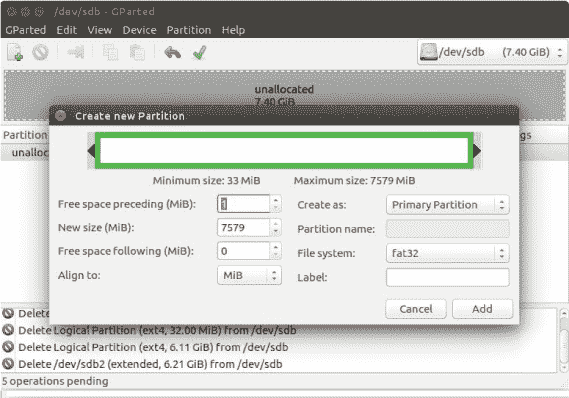 /dev/sdb - GParted
GParted Edit View Device Partition Help
/dev/sdb (7.40 GiB)
unallocated
7.40 GiB
Create new Partition
Partition
gs
unalloc
Minimum size: 33 MiB Maximum size: 7579 MiB
Free space preceding (MiB): 1 Create as: Primary Partition
New size (MiB): 7579 Partition name:
Free space following (MiB): 0 File system: fat32
Align to: MiB Label:
Cancel Add
Delete Logical Partition (ext4, 32.00 MiB) from /dev/sdb
Delete Logical Partition (ext4, 6.11 GiB) from /dev/sdb
Delete /dev/sdb2 (extended, 6.21 GiB) from /dev/sdb
5 operations pending